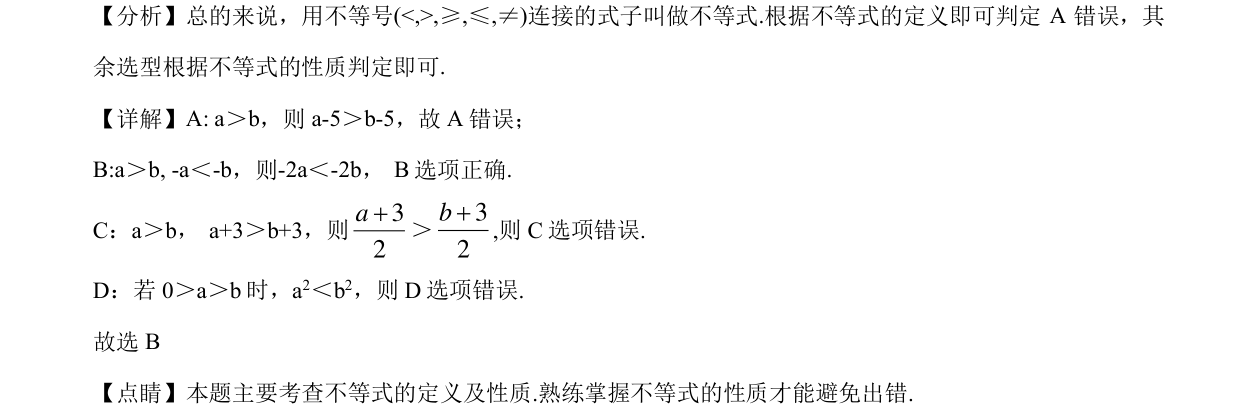 【分析】总的来说，用不等号(<,>,≥,≤,≠)连接的式子叫做不等式.根据不等式的定义即可判定 A 错误，其
余选型根据不等式的性质判定即可.
【详解】A: a＞b，则 a-5＞b-5，故 A 错误；
B:a＞b, -a＜-b，则-2a＜-2b， B 选项正确.
C：a＞b， a+3＞b+3，则 \frac{a+3}{2} ＞ \frac{b+3}{2} ,则 C 选项错误.
D：若 0＞a＞b 时，a²＜b²，则 D 选项错误.
故选 B
【点睛】本题主要考查不等式的定义及性质.熟练掌握不等式的性质才能避免出错.